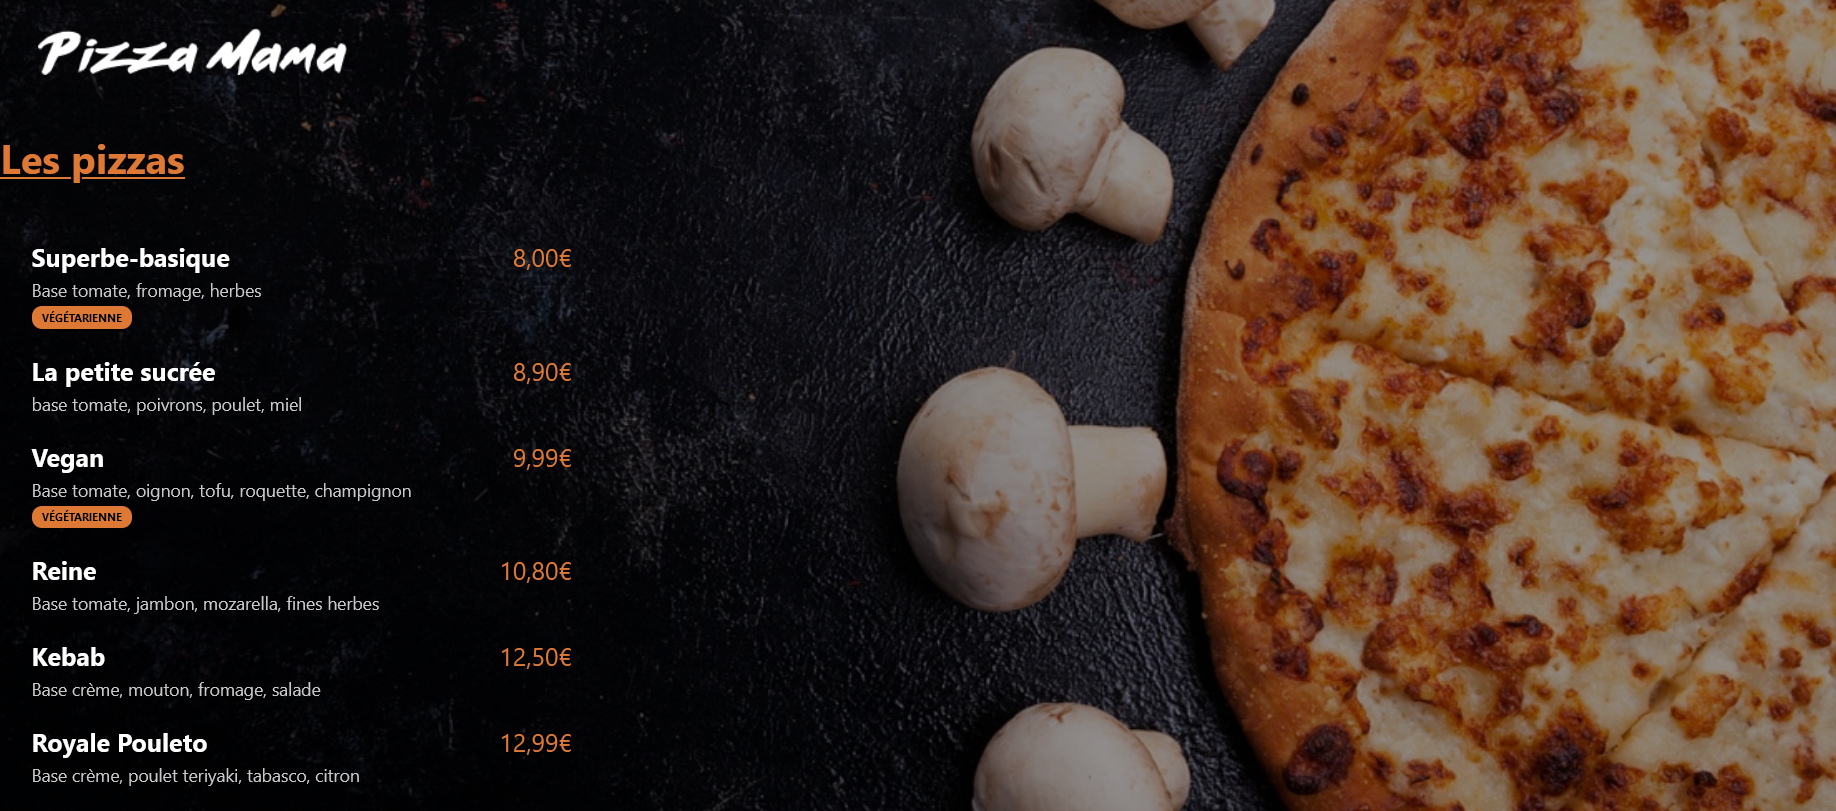 Pizza Mama
Les pizzas
Superbe-basique 8,00€
Base tomate, fromage, herbes
VÉGÉTARIENNE
La petite sucrée 8,90€
base tomate, poivrons, poulet, miel
Vegan 9,99€
Base tomate, oignon, tofu, roquette, champignon
VÉGÉTARIENNE
Reine 10,80€
Base tomate, jambon, mozarella, fines herbes
Kebab 12,50€
Base crème, mouton, fromage, salade
Royale Pouleto 12,99€
Base crème, poulet teriyaki, tabasco, citron